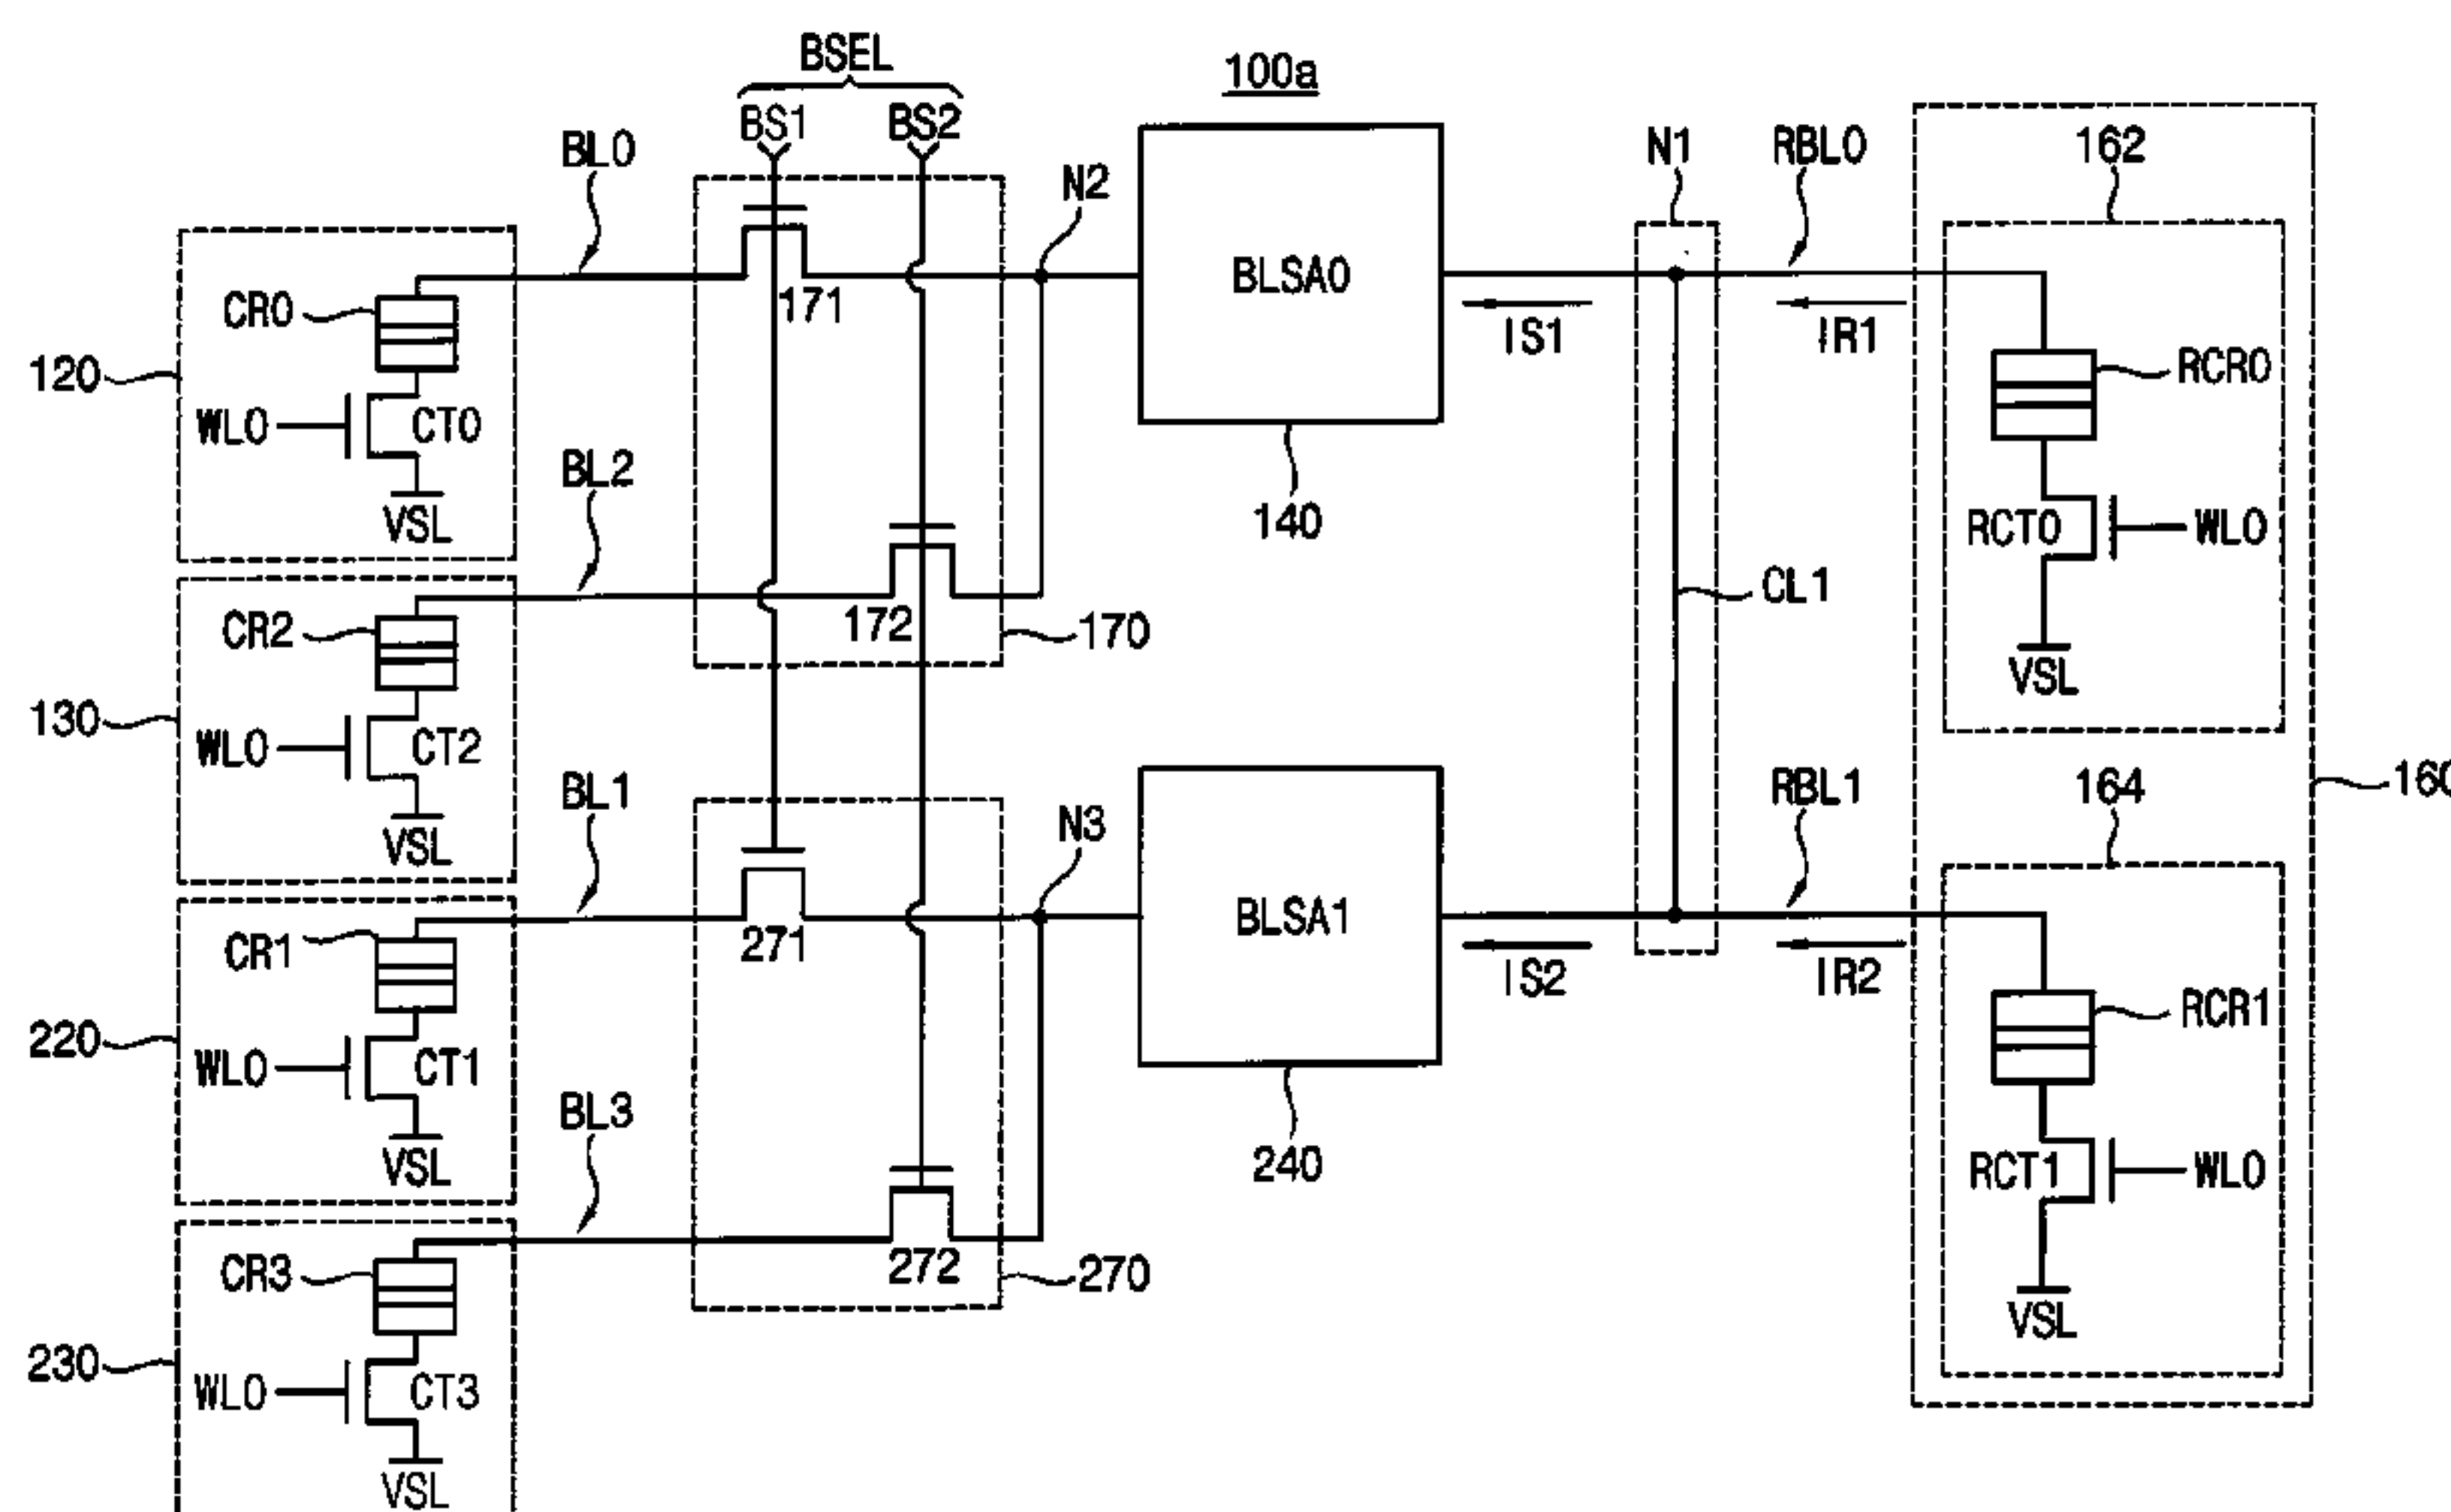 BSEL
100a
BS1 BS2
BL0
N2
N1
RBL0
162
CR0
171
BLSA0
IS1
IR1
RCR0
120
WL0
CT0
VSL
BL2
140
RCT0
WL0
CR2
172
170
CL1
VSL
130
WL0
CT2
VSL
BL1
N3
RBL1
164
160
CR1
271
BLSA1
IS2
IR2
RCR1
220
WL0
CT1
VSL
BL3
240
RCT1
WL0
CR3
272
270
VSL
230
WL0
CT3
VSL